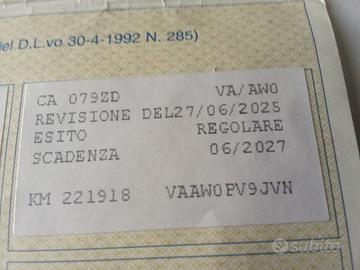 del D.L.vo 30-4-1992 N. 285)
CA 079ZD VA/AW0
REVISIONE DEL27/06/2025
ESITO REGOLARE
SCADENZA 06/2027
KM 221918 VAAW0PV9JVN
subito